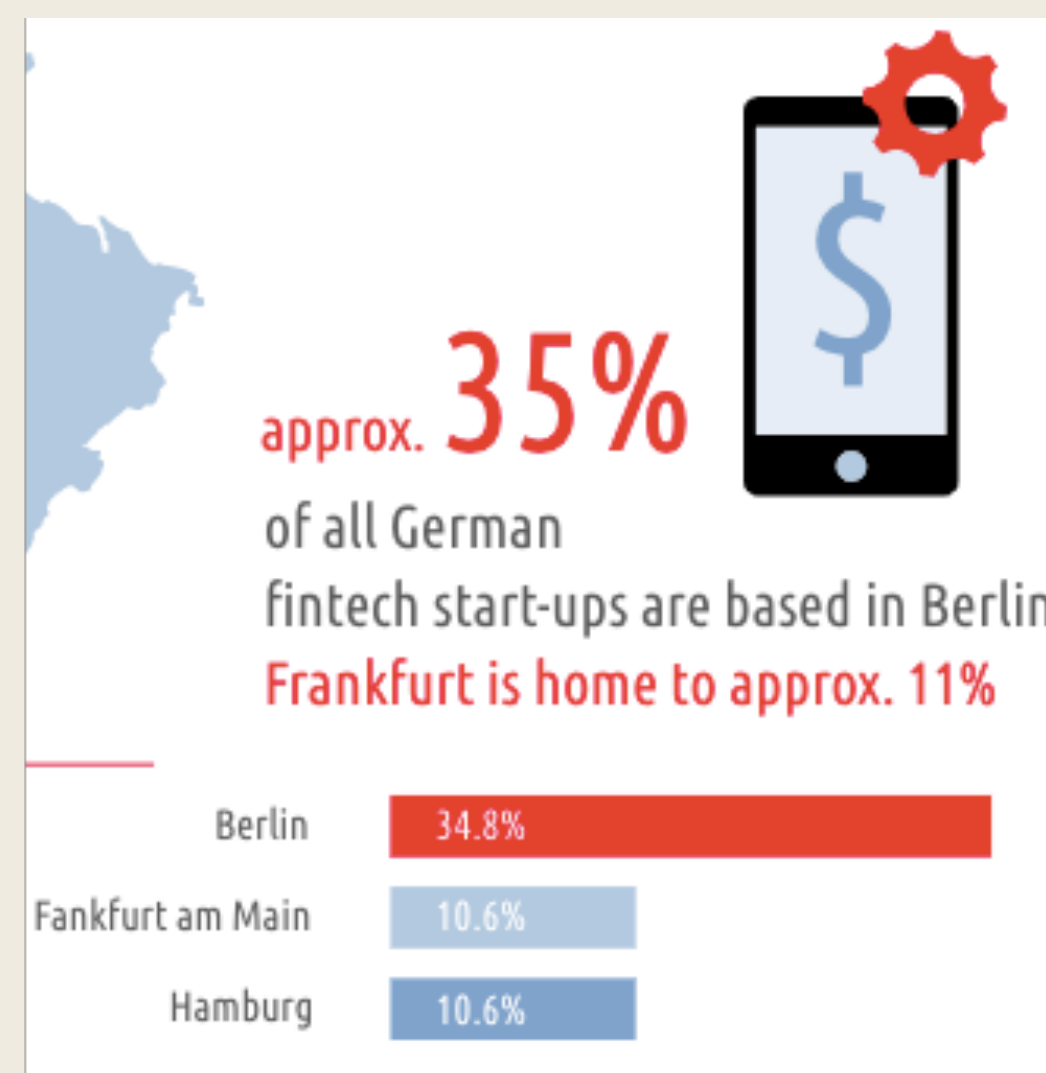 $
approx. 35%
of all German
fintech start-ups are based in Berlin
Frankfurt is home to approx. 11%
Berlin 34.8%
Fankfurt am Main 10.6%
Hamburg 10.6%